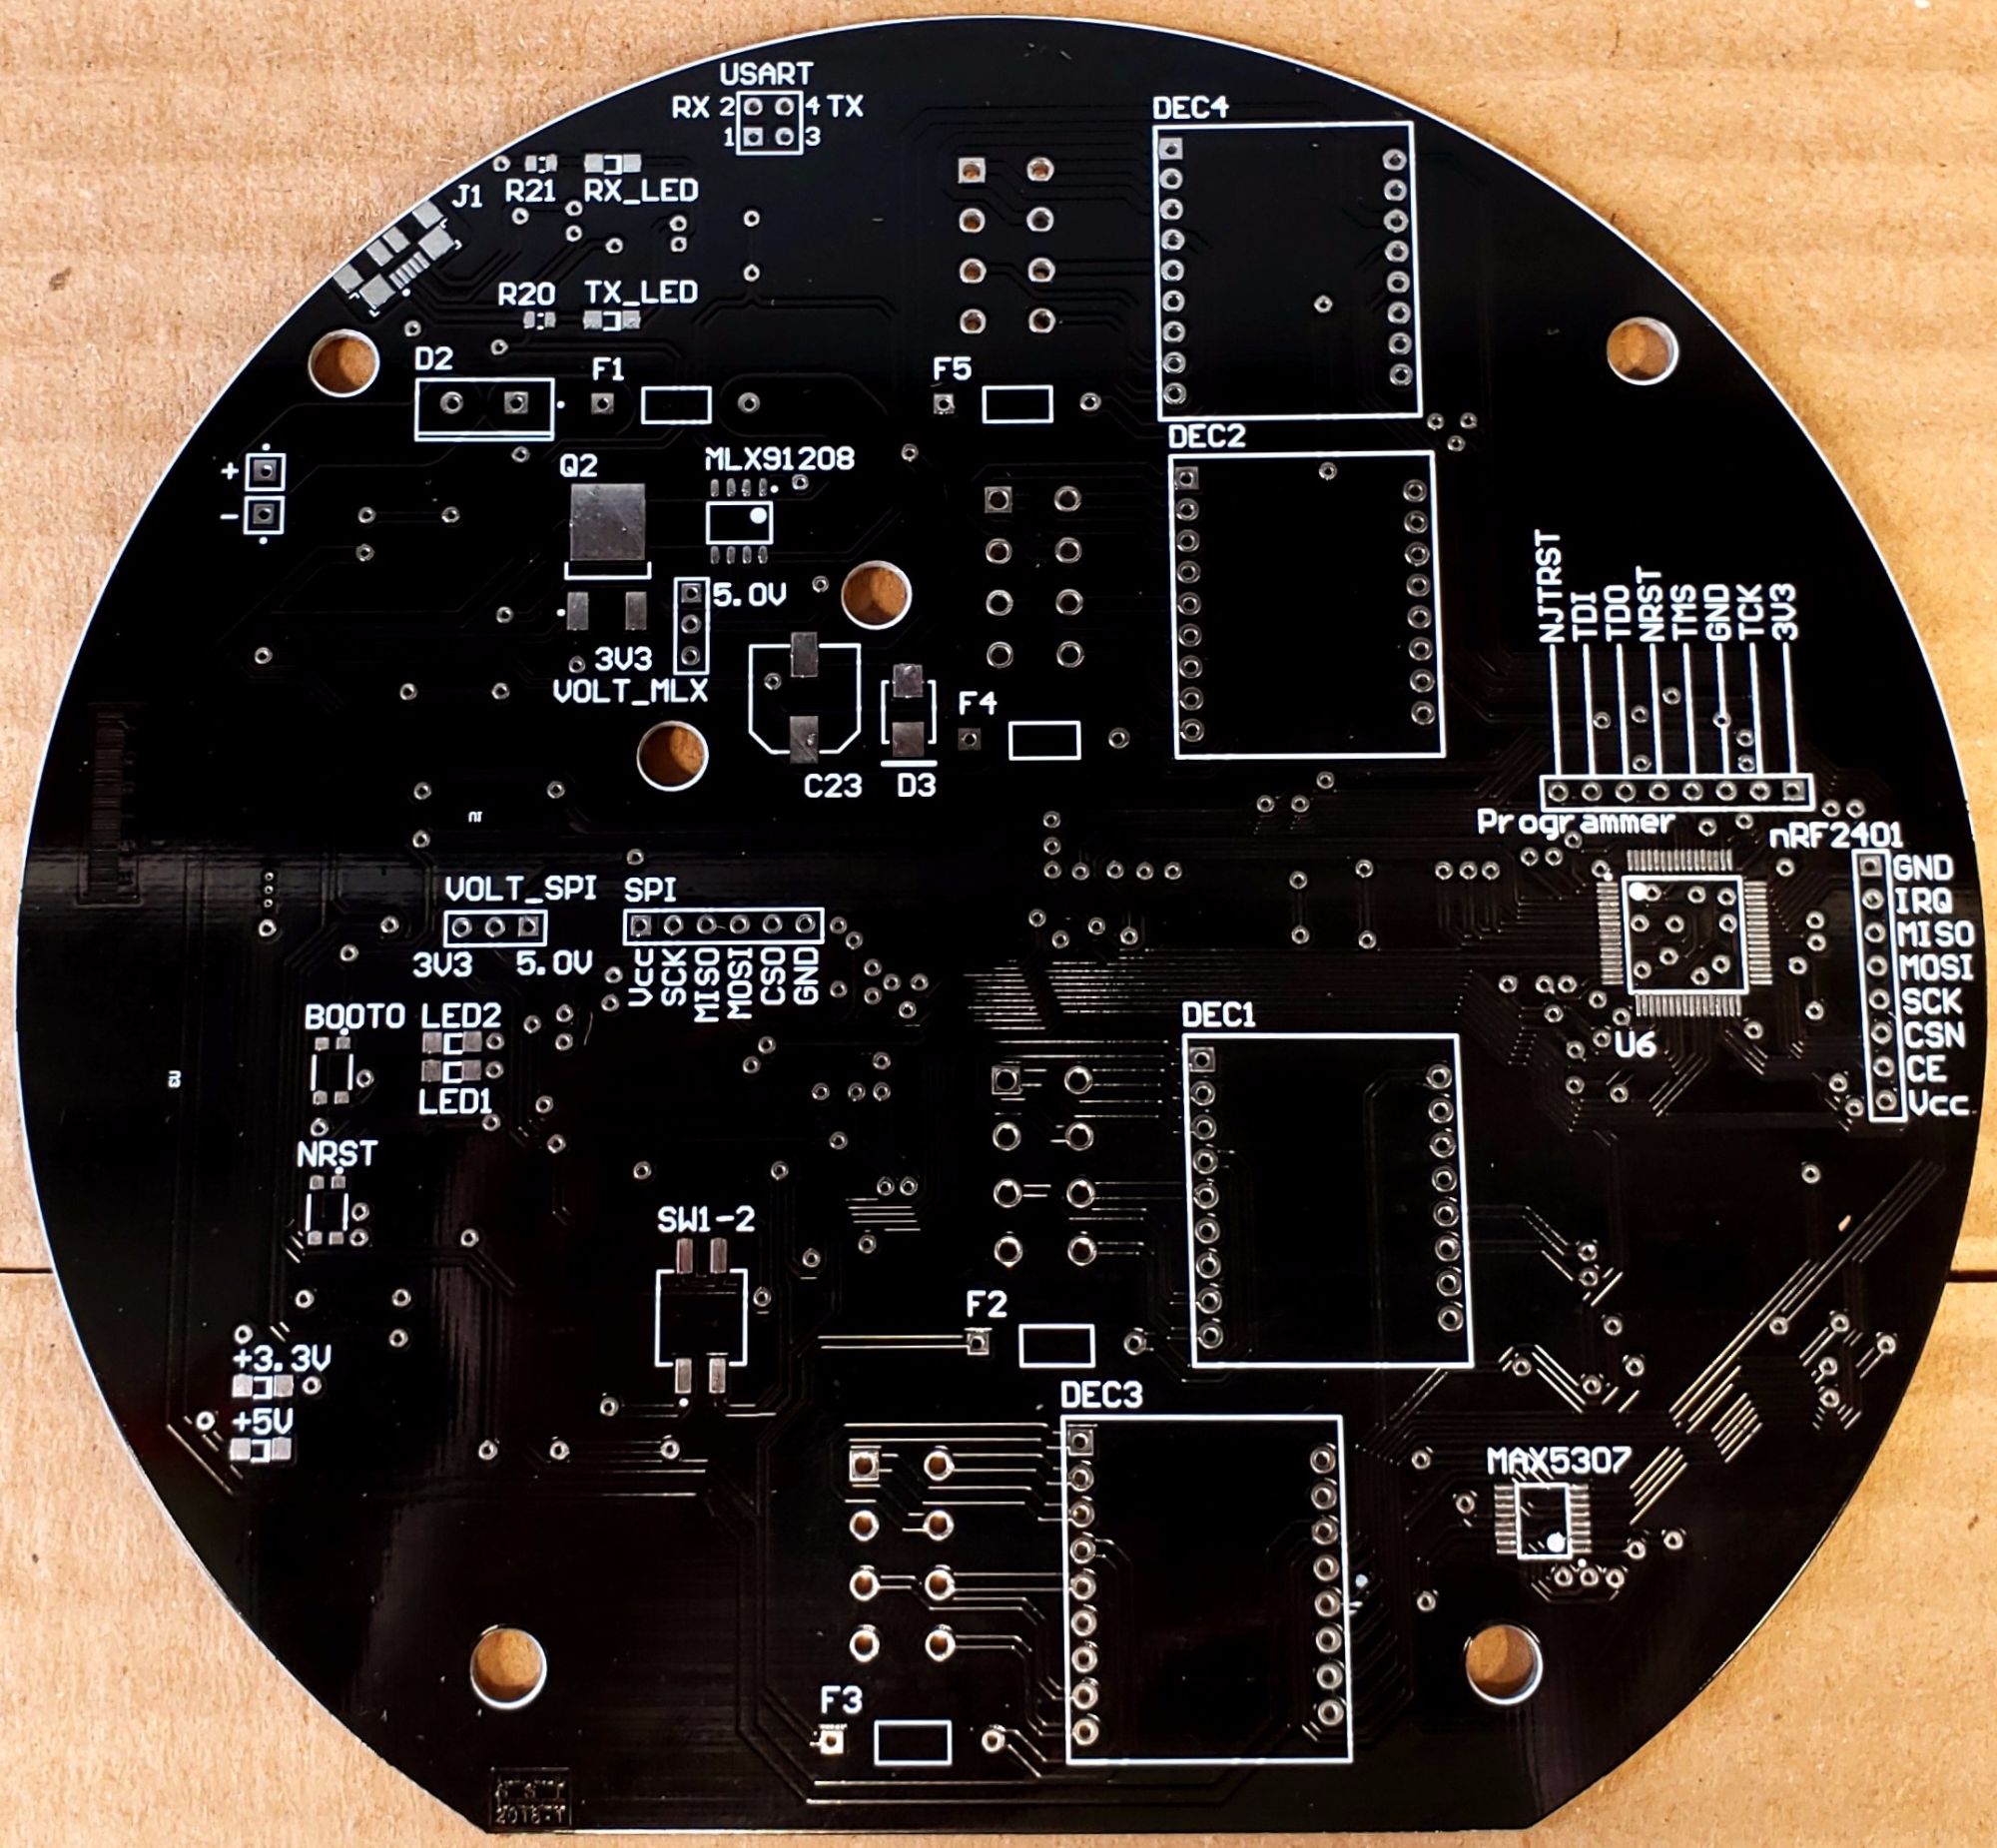 USART
RX 2 4 TX
1 3
DEC4
J1
R21 RX_LED
R20 TX_LED
D2
F1
F5
DEC2
+
-
Q2
MLX91208
5.0V
3V3
VOLT_MLX
F4
C23
D3
NJTRST
TDI
TDO
NRST
TMS
GND
TCK
3V3
Programmer
nRF2401
GND
IRQ
MISO
MOSI
SCK
CSN
CE
Vcc
U6
VOLT_SPI
3V3 5.0V
SPI
Vcc
SCK
MISO
MOSI
CSO
GND
BOOT0
LED2
LED1
NRST
DEC1
SW1-2
F2
+3.3V
+5V
DEC3
MAX5307
F3